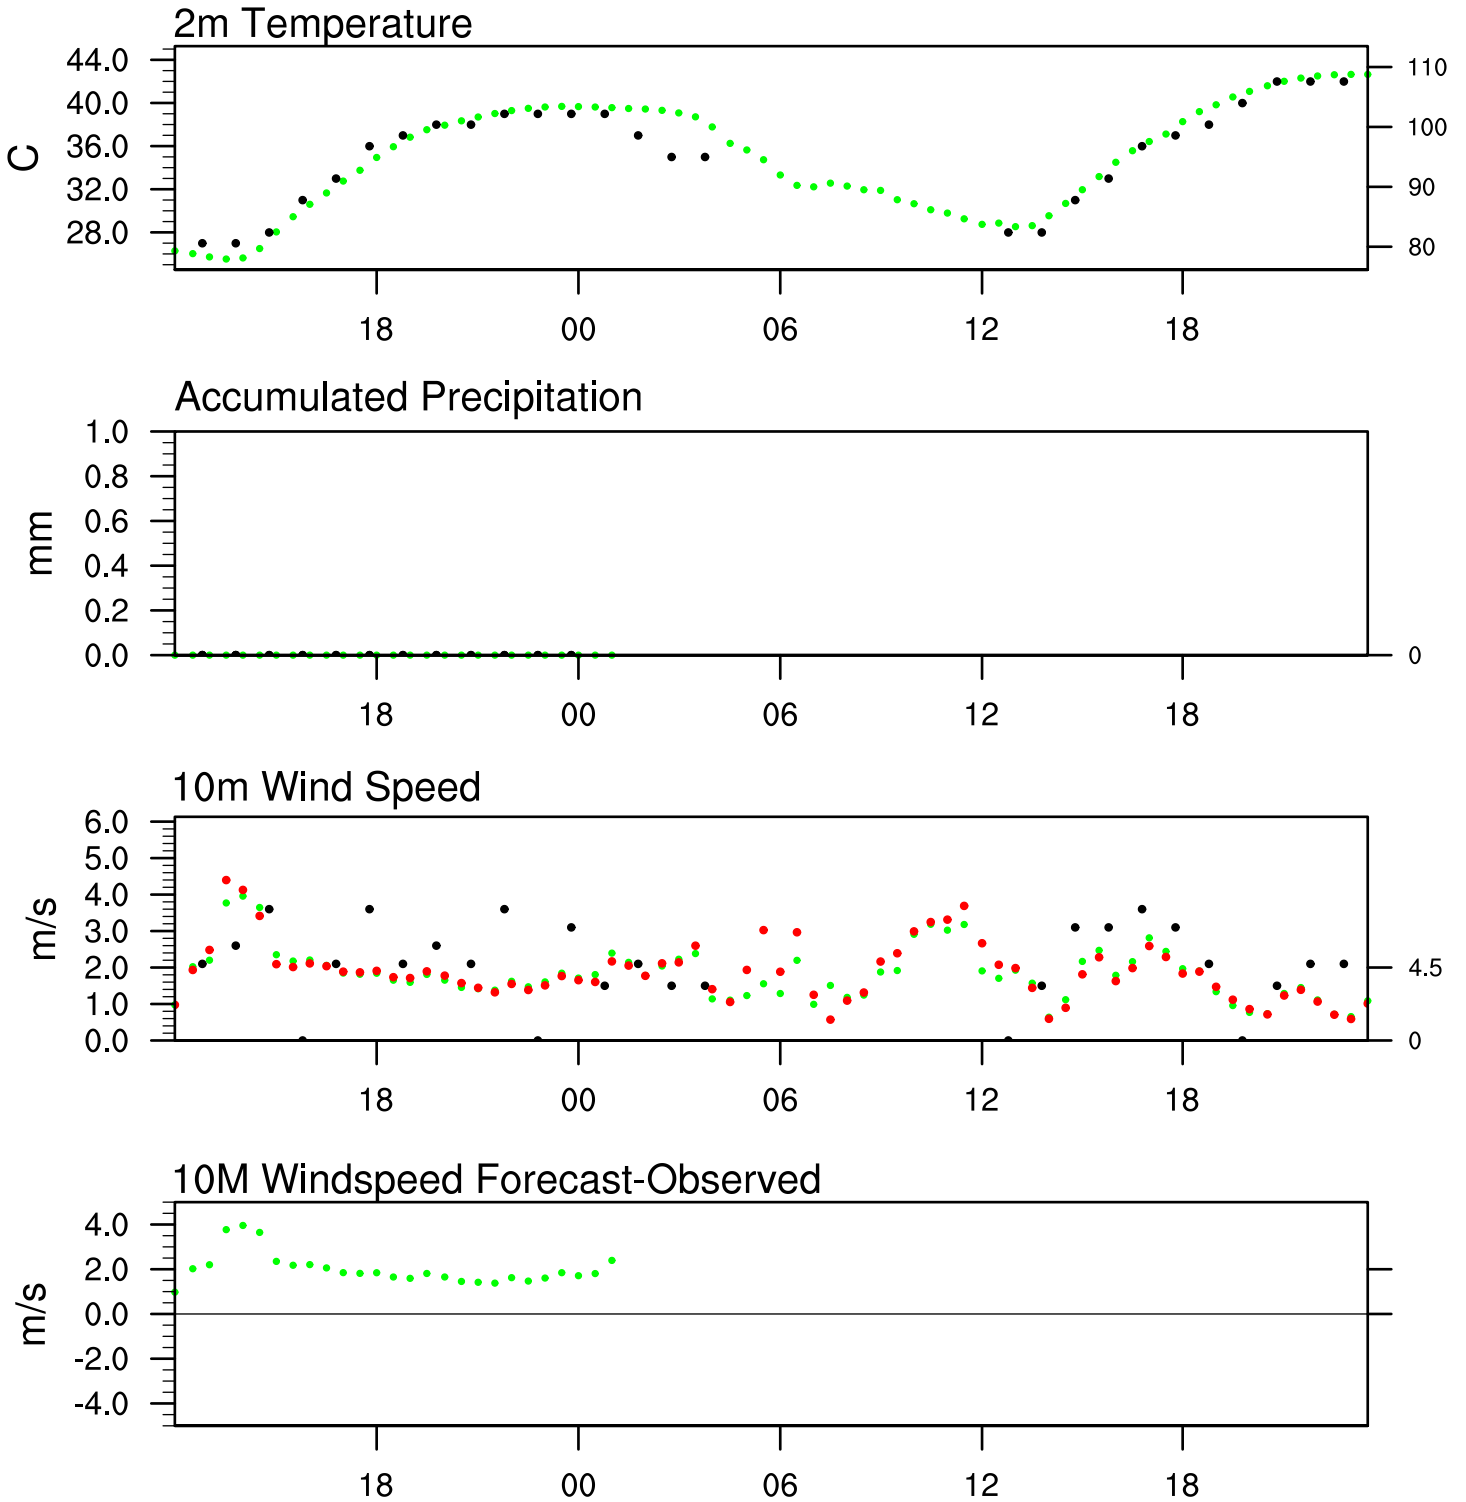 2m Temperature
44.0
40.0
36.0
32.0
28.0
C
110
100
90
80
18 00 06 12 18
Accumulated Precipitation
1.0
0.8
0.6
0.4
0.2
0.0
mm
0
18 00 06 12 18
10m Wind Speed
6.0
5.0
4.0
3.0
2.0
1.0
0.0
m/s
4.5
0
18 00 06 12 18
10M Windspeed Forecast-Observed
4.0
2.0
0.0
-2.0
-4.0
m/s
18 00 06 12 18